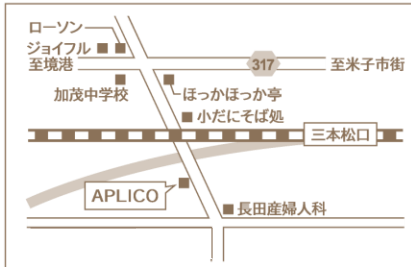 ローソン
ジョイフル
至境港
317
至米子市街
加茂中学校
ほっかほっか亭
小だにそば処
三本松口
APLICO
長田産婦人科